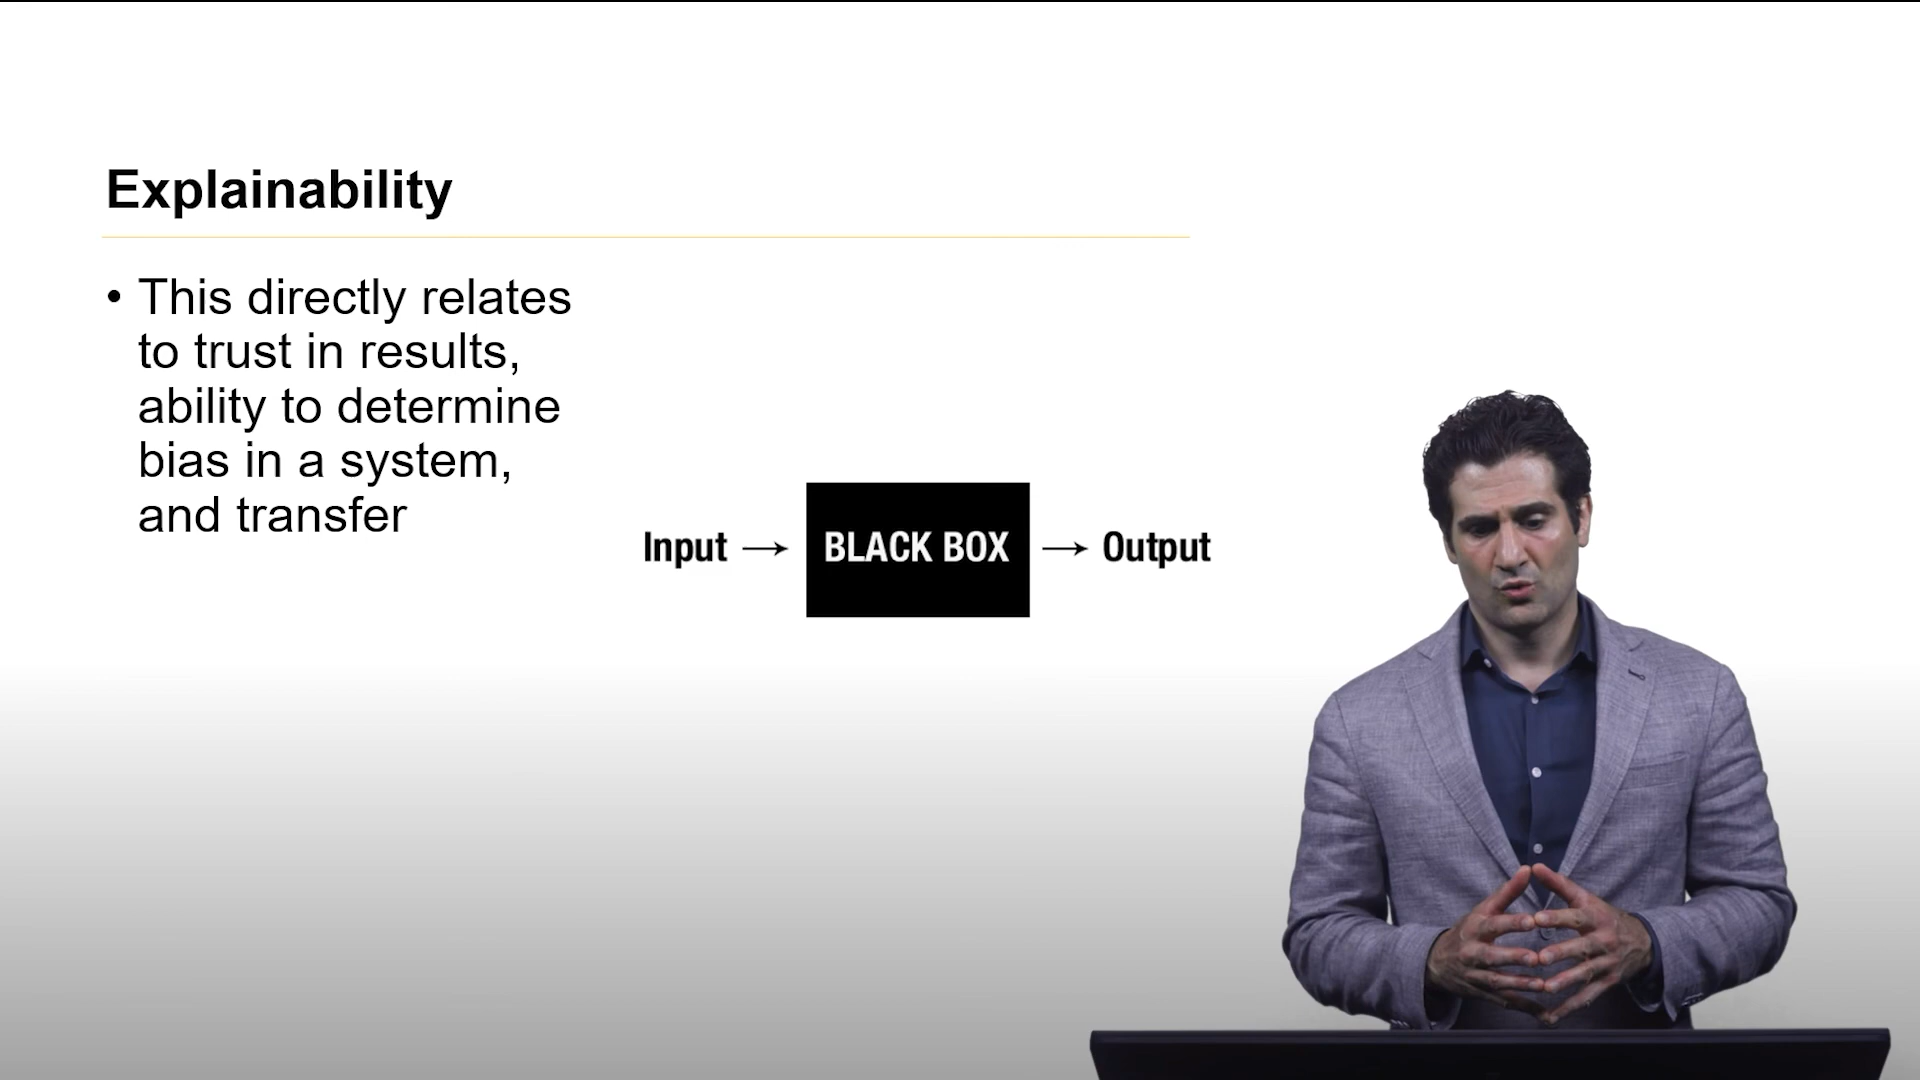 Explainability
• This directly relates
to trust in results,
ability to determine
bias in a system,
and transfer
Input → BLACK BOX → Output